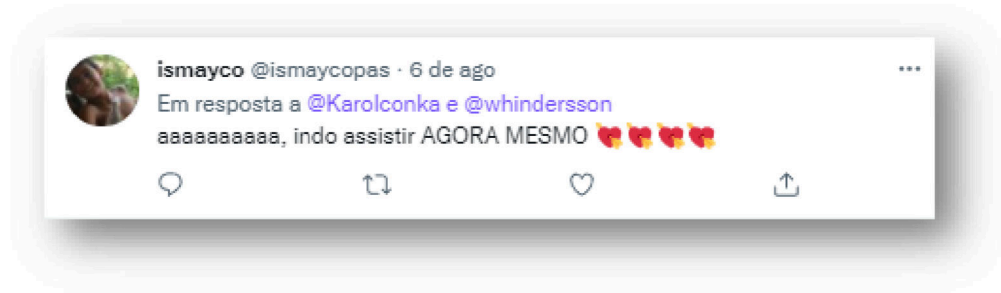 ismayco @ismaycopas · 6 de ago
Em resposta a @Karolconka e @whindersson
aaaaaaaaaa, indo assistir AGORA MESMO 💘💘💘💘